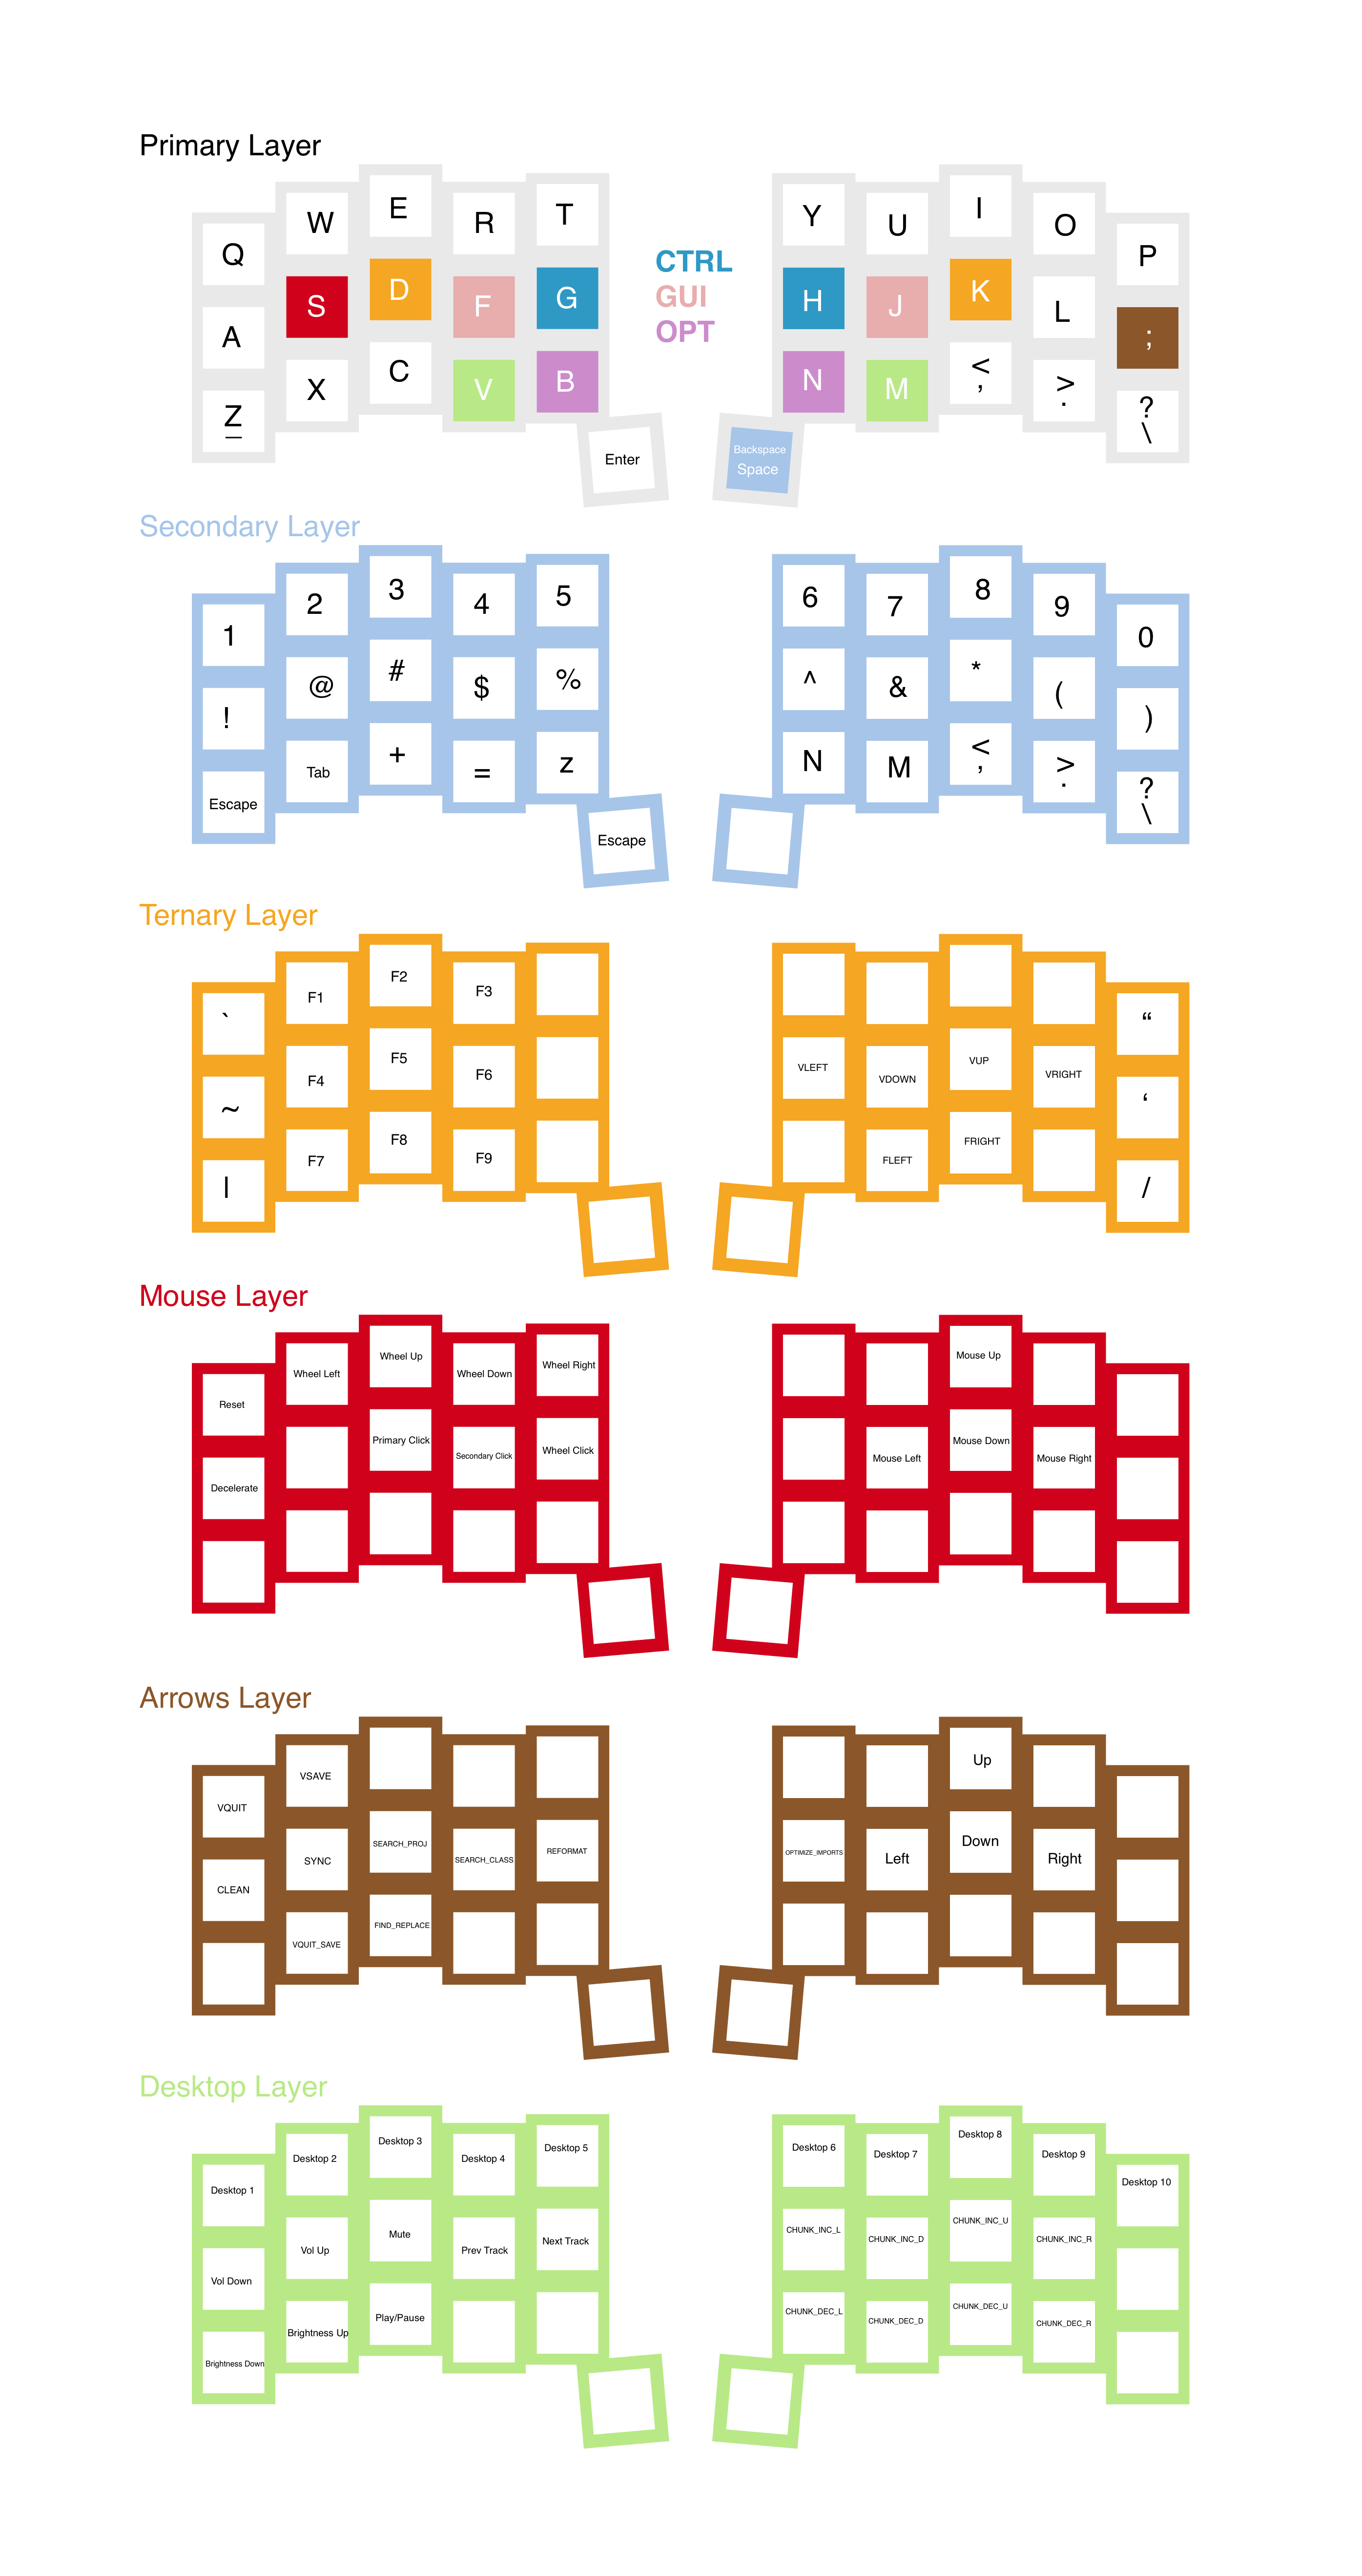 Primary Layer
Q W E R T Y U I O P
A S D F G H J K L ;
CTRL
GUI
OPT
Z X C V B N M < > ?
_ , . \
Enter Backspace
Space
Secondary Layer
1 2 3 4 5 6 7 8 9 0
! @ # $ % ^ & * ( )
Escape Tab + = z N M < > ?
, . \
Escape
Ternary Layer
` F1 F2 F3 “
~ F4 F5 F6 VLEFT VDOWN VUP VRIGHT ‘
| F7 F8 F9 FLEFT FRIGHT /
Mouse Layer
Reset Wheel Left Wheel Up Wheel Down Wheel Right Mouse Up
Decelerate Primary Click Secondary Click Wheel Click Mouse Left Mouse Down Mouse Right
Arrows Layer
VQUIT VSAVE Up
CLEAN SYNC SEARCH_PROJ SEARCH_CLASS REFORMAT OPTIMIZE_IMPORTS Left Down Right
VQUIT_SAVE FIND_REPLACE
Desktop Layer
Desktop 1 Desktop 2 Desktop 3 Desktop 4 Desktop 5 Desktop 6 Desktop 7 Desktop 8 Desktop 9 Desktop 10
Vol Down Vol Up Mute Prev Track Next Track CHUNK_INC_L CHUNK_INC_D CHUNK_INC_U CHUNK_INC_R
Brightness Down Brightness Up Play/Pause CHUNK_DEC_L CHUNK_DEC_D CHUNK_DEC_U CHUNK_DEC_R